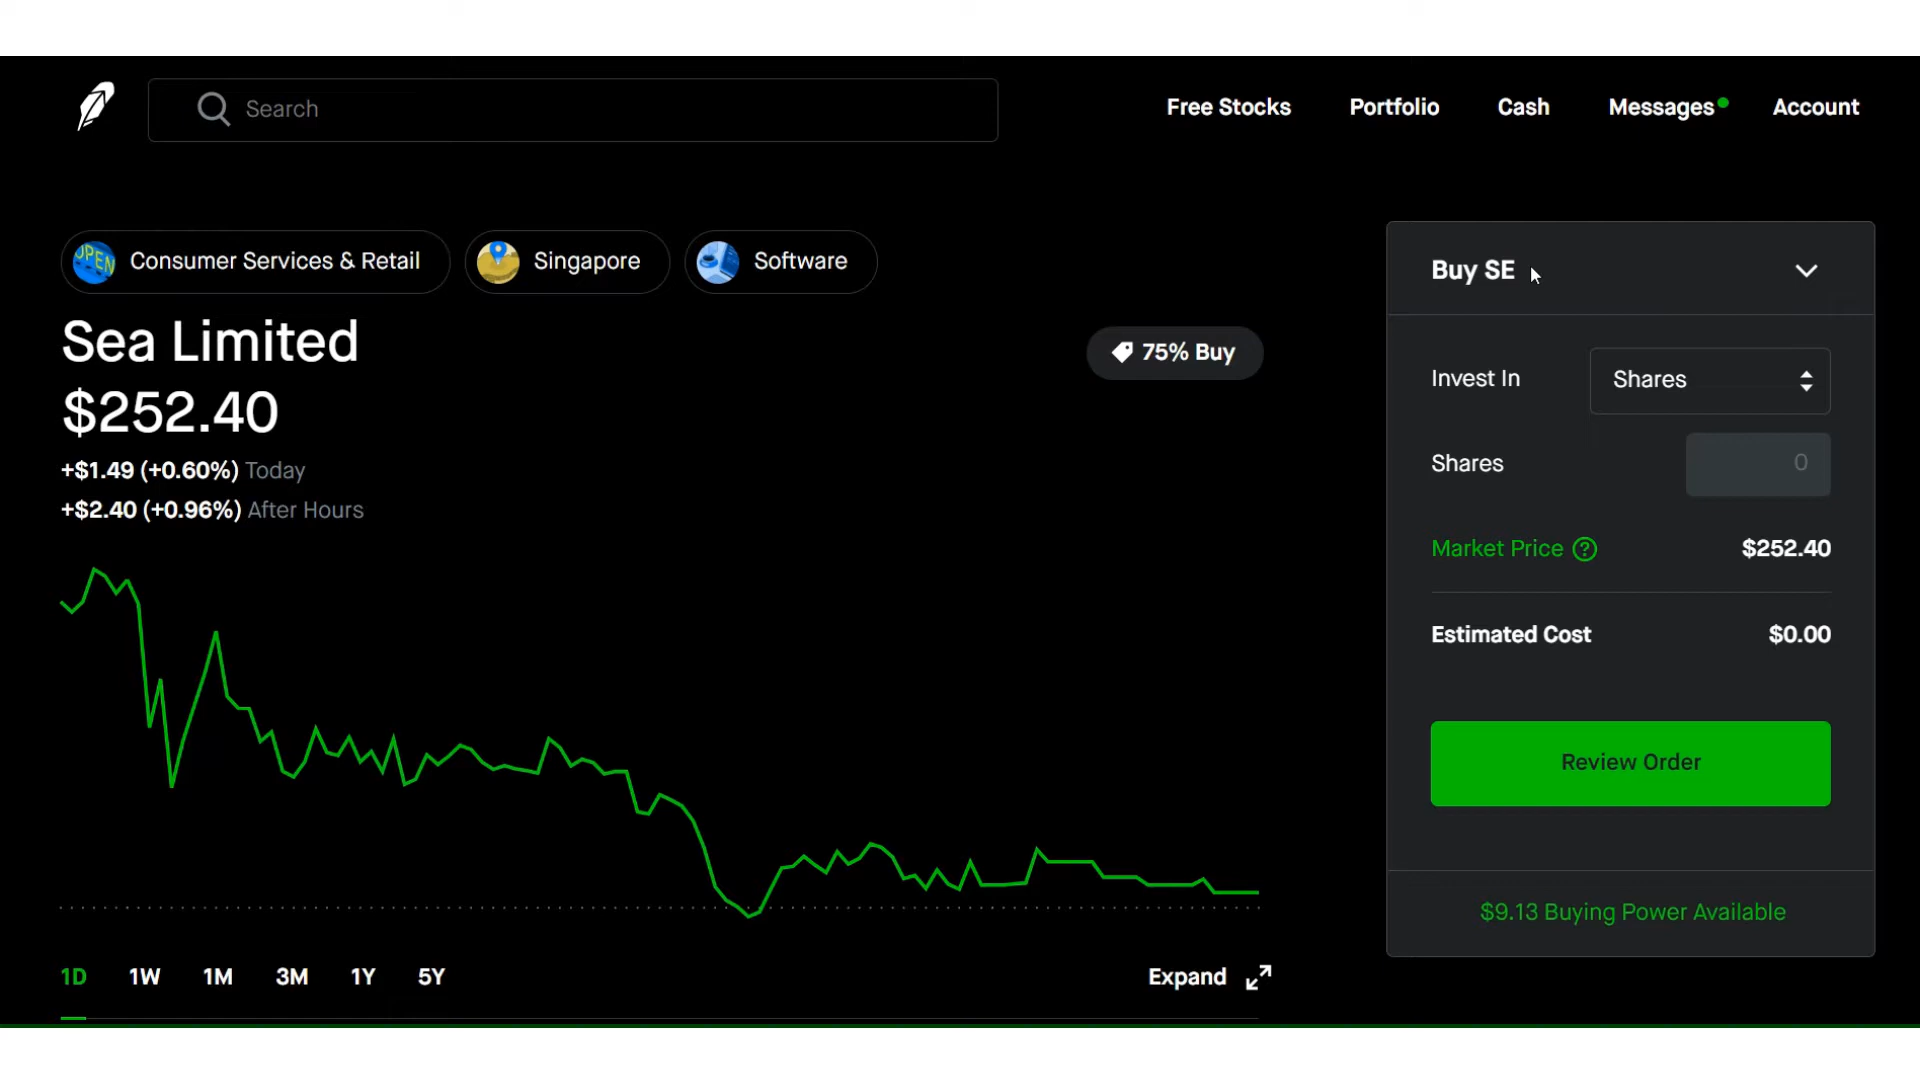 Search
Free Stocks
Portfolio
Cash
Messages
Account
OPEN
Consumer Services & Retail
Singapore
Software
Sea Limited
$252.40
+$1.49 (+0.60%) Today
+$2.40 (+0.96%) After Hours
75% Buy
1D
1W
1M
3M
1Y
5Y
Expand
Buy SE
Invest In
Shares
Shares
0
Market Price ?
$252.40
Estimated Cost
$0.00
Review Order
$9.13 Buying Power Available